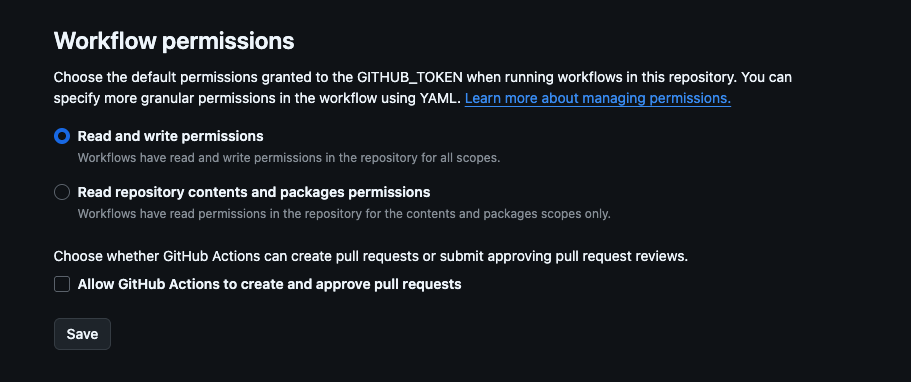 Workflow permissions
Choose the default permissions granted to the GITHUB_TOKEN when running workflows in this repository. You can
specify more granular permissions in the workflow using YAML. Learn more about managing permissions.
Read and write permissions
Workflows have read and write permissions in the repository for all scopes.
Read repository contents and packages permissions
Workflows have read permissions in the repository for the contents and packages scopes only.
Choose whether GitHub Actions can create pull requests or submit approving pull request reviews.
Allow GitHub Actions to create and approve pull requests
Save